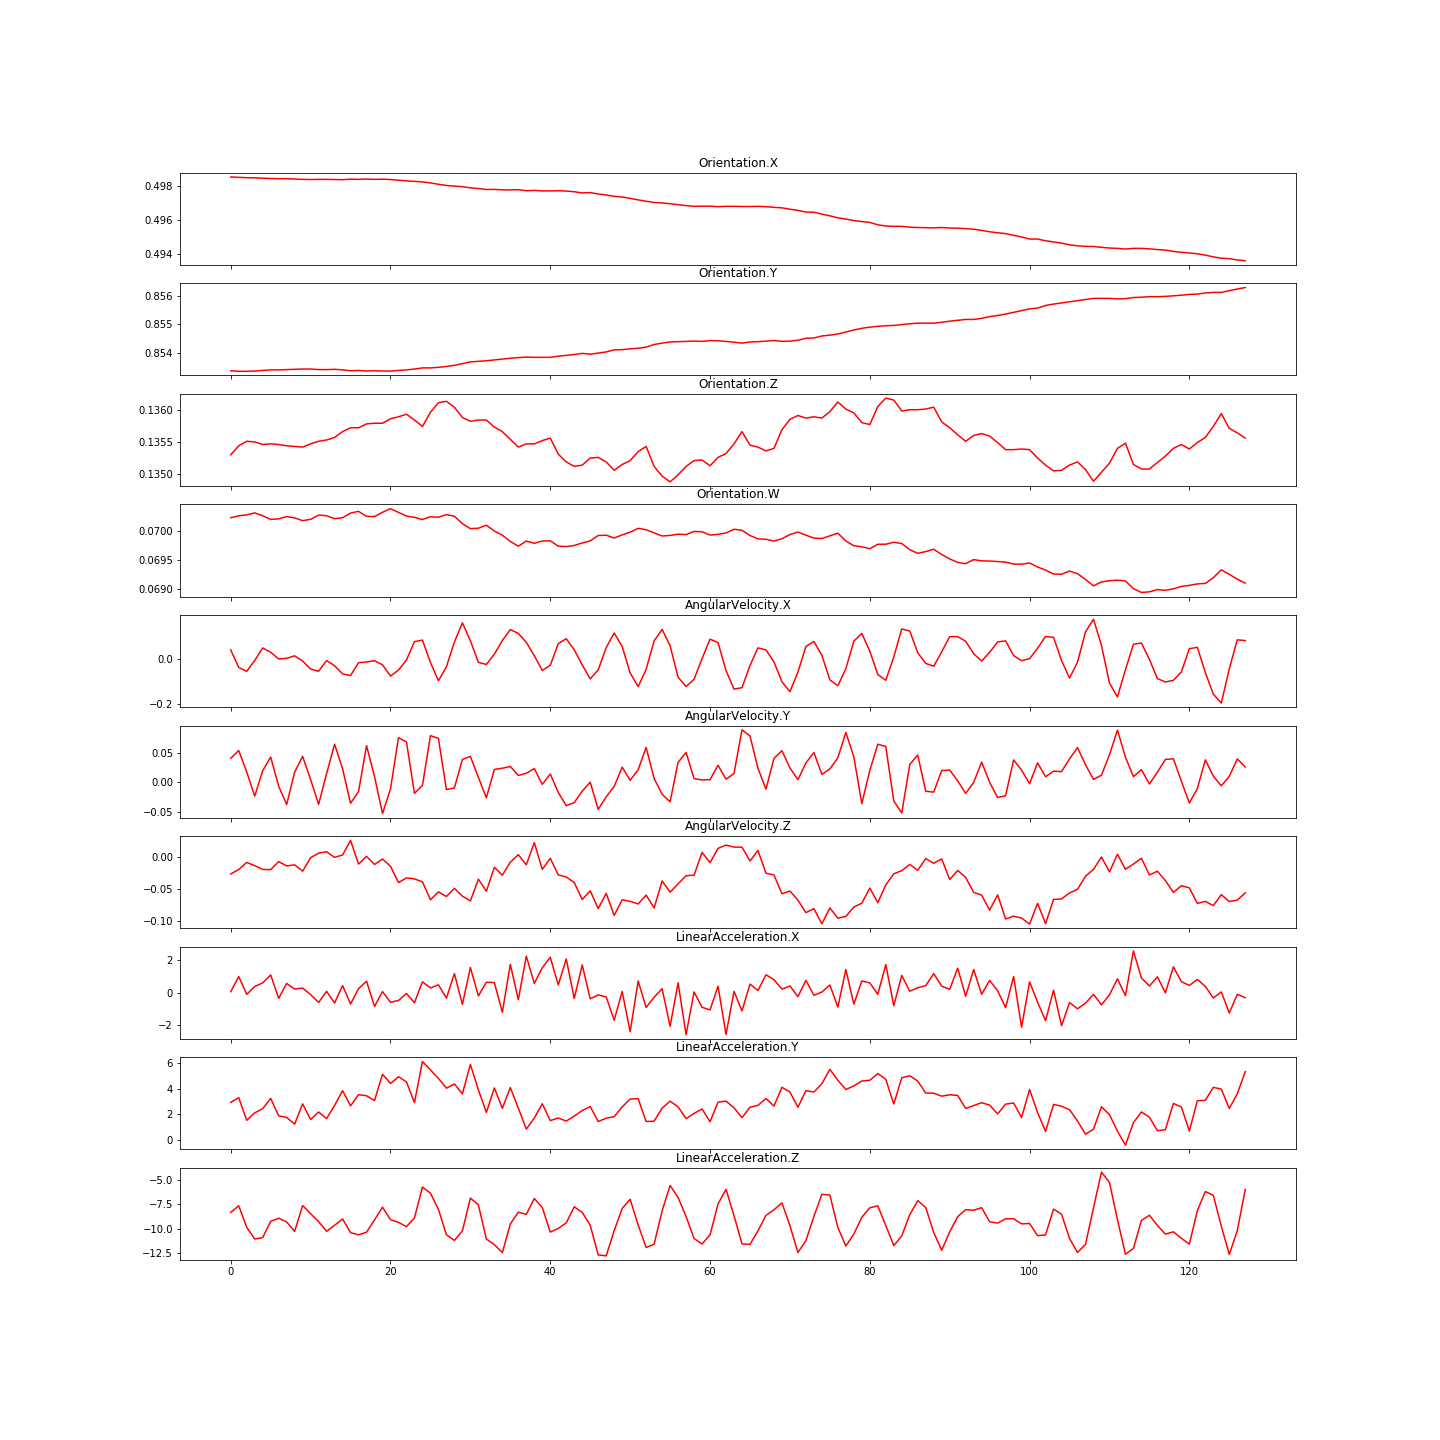 Orientation.X
0.498
0.496
0.494
Orientation.Y
0.856
0.855
0.854
Orientation.Z
0.1360
0.1355
0.1350
Orientation.W
0.0700
0.0695
0.0690
AngularVelocity.X
0.0
−0.2
AngularVelocity.Y
0.05
0.00
−0.05
AngularVelocity.Z
0.00
−0.05
−0.10
LinearAcceleration.X
2
0
−2
LinearAcceleration.Y
6
4
2
0
LinearAcceleration.Z
−5.0
−7.5
−10.0
−12.5
0 20 40 60 80 100 120